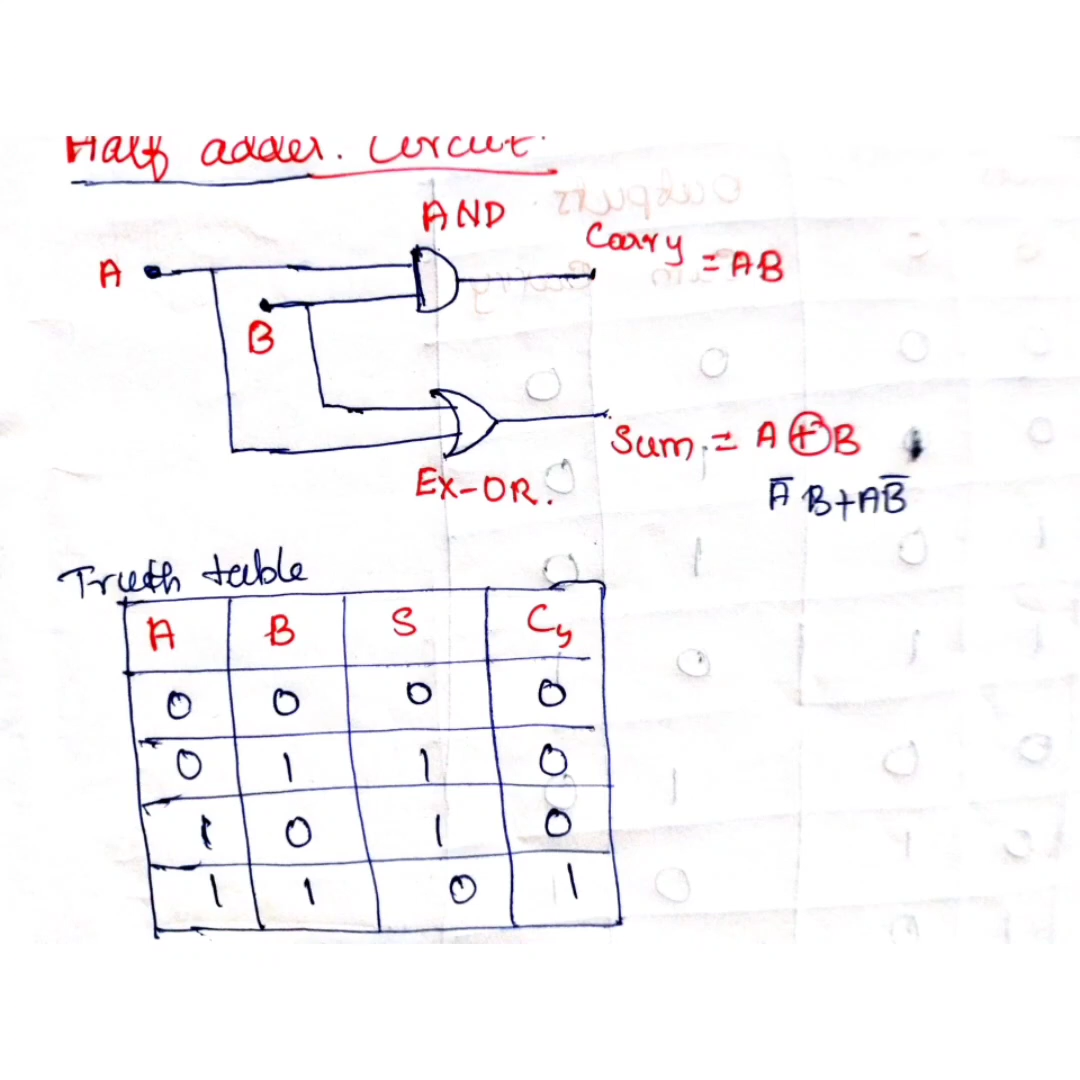 Half adder. Circuit.
AND
A
Carry = AB
B
Sum = A ⊕ B
EX-OR.
Ā B + A B̄
Truth table
A B S Cy
0 0 0 0
0 1 1 0
1 0 1 0
1 1 0 1